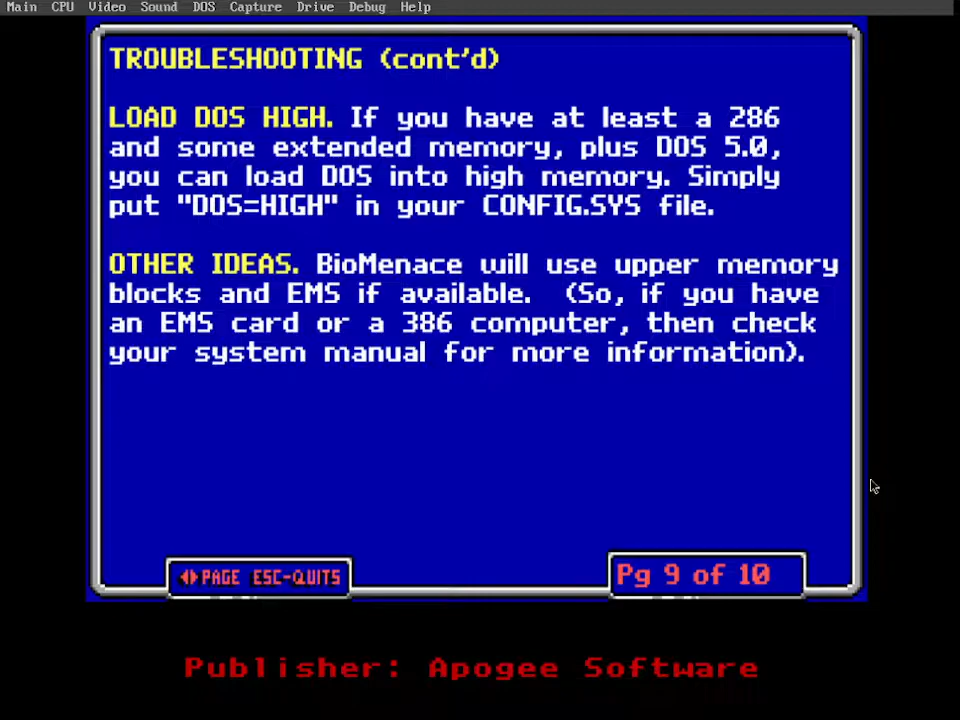 Main CPU Video Sound DOS Capture Drive Debug Help
TROUBLESHOOTING (cont'd)
LOAD DOS HIGH. If you have at least a 286
and some extended memory, plus DOS 5.0,
you can load DOS into high memory. Simply
put "DOS=HIGH" in your CONFIG.SYS file.
OTHER IDEAS. BioMenace will use upper memory
blocks and EMS if available. (So, if you have
an EMS card or a 386 computer, then check
your system manual for more information).
PAGE ESC-QUITS
Pg 9 of 10
Publisher: Apogee Software